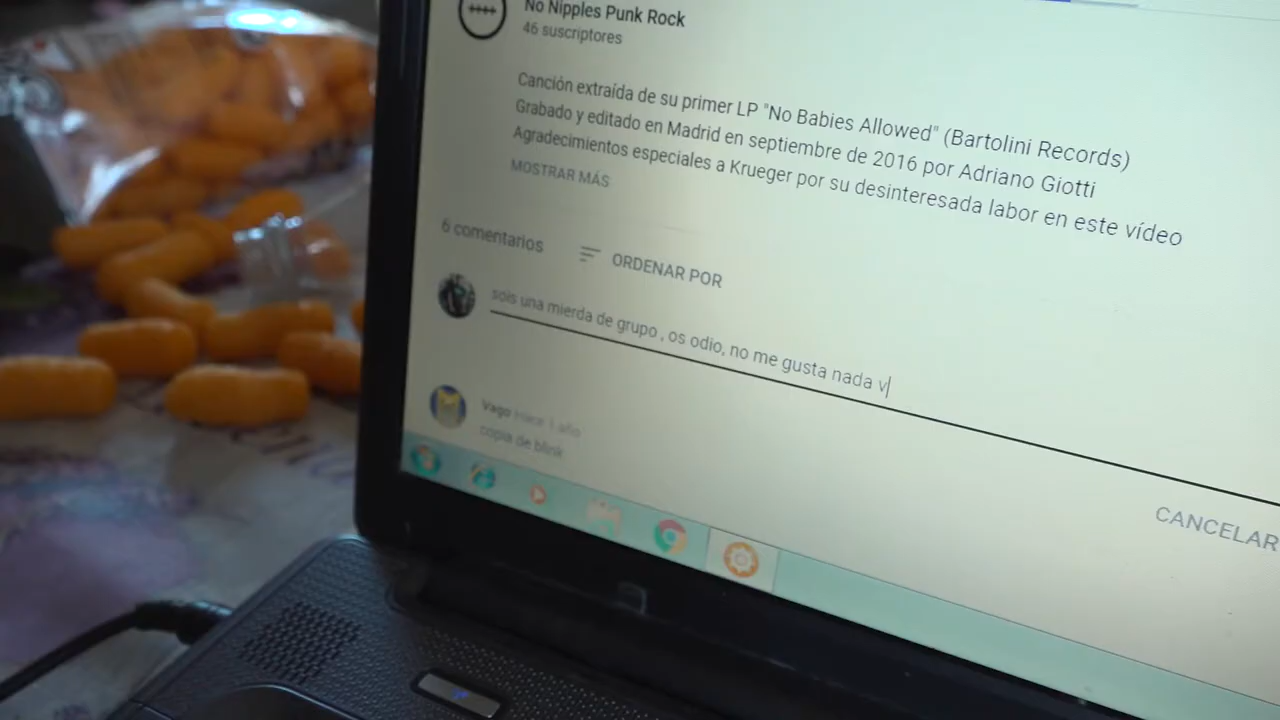 No Nipples Punk Rock
46 suscriptores
Canción extraída de su primer LP "No Babies Allowed" (Bartolini Records)
Grabado y editado en Madrid en septiembre de 2016 por Adriano Giotti
Agradecimientos especiales a Krueger por su desinteresada labor en este vídeo
MOSTRAR MÁS
6 comentarios
ORDENAR POR
sois una mierda de grupo , os odio, no me gusta nada v
Vago Hace 1 año
copia de blink
CANCELAR